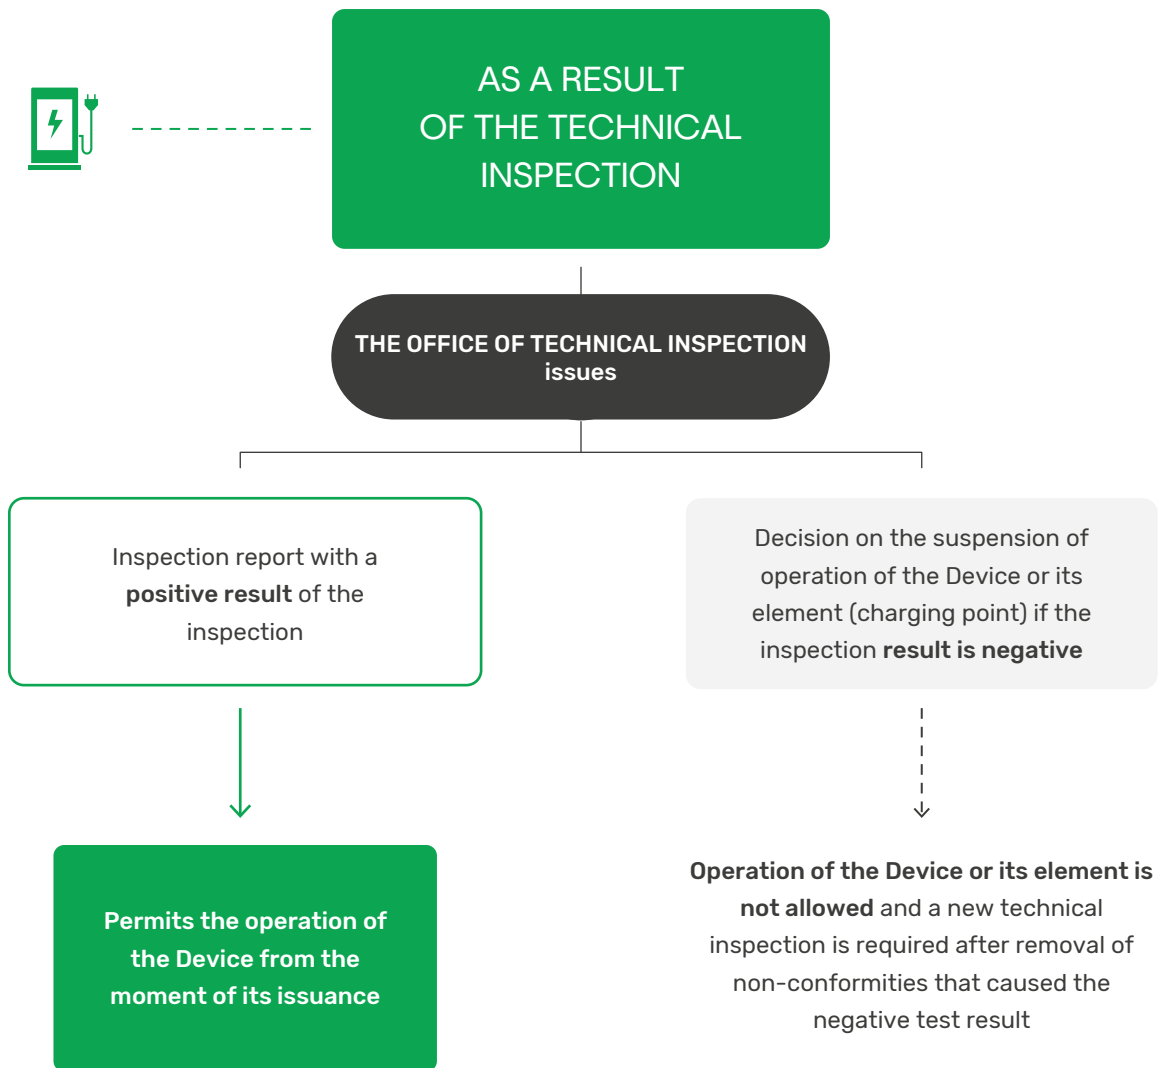 AS A RESULT
OF THE TECHNICAL
INSPECTION
THE OFFICE OF TECHNICAL INSPECTION
issues
Inspection report with a
positive result of the
inspection
Decision on the suspension of
operation of the Device or its
element (charging point) if the
inspection result is negative
Permits the operation of
the Device from the
moment of its issuance
Operation of the Device or its element is
not allowed and a new technical
inspection is required after removal of
non-conformities that caused the
negative test result